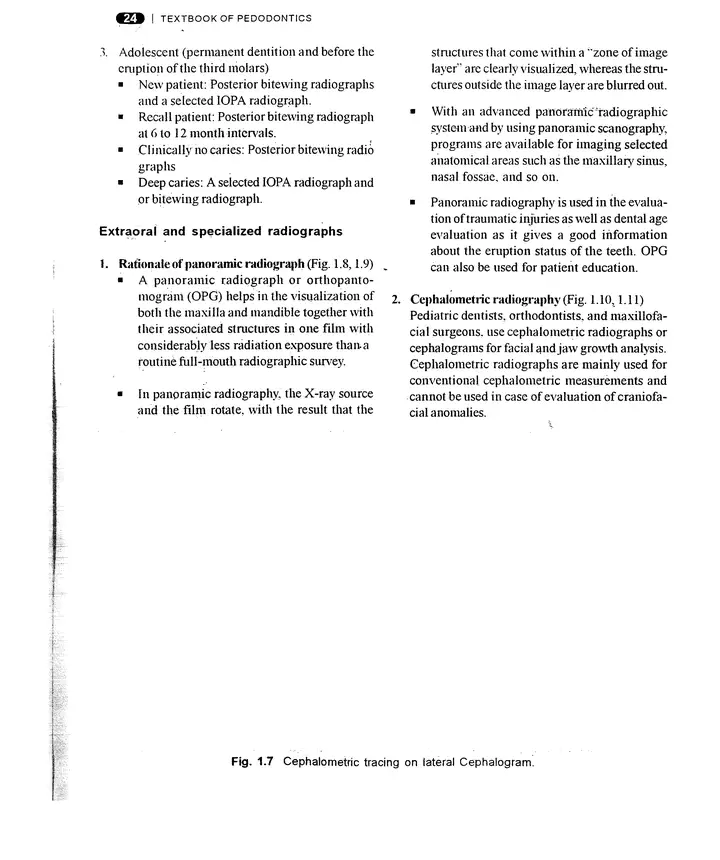 24 | TEXTBOOK OF PEDODONTICS
3. Adolescent (permanent dentition and before the
eruption of the third molars)
▪ New patient: Posterior bitewing radiographs
and a selected IOPA radiograph.
▪ Recall patient: Posterior bitewing radiograph
at 6 to 12 month intervals.
▪ Clinically no caries: Posterior bitewing radio
graphs
▪ Deep caries: A selected IOPA radiograph and
or bitewing radiograph.
Extraoral and specialized radiographs
1. Rationale of panoramic radiograph (Fig. 1.8, 1.9)
▪ A panoramic radiograph or orthopanto-
mogram (OPG) helps in the visualization of
both the maxilla and mandible together with
their associated structures in one film with
considerably less radiation exposure than a
routine full-mouth radiographic survey.
▪ In panoramic radiography, the X-ray source
and the film rotate, with the result that the
structures that come within a "zone of image
layer" are clearly visualized, whereas the stru-
ctures outside the image layer are blurred out.
▪ With an advanced panoramic radiographic
system and by using panoramic scanography,
programs are available for imaging selected
anatomical areas such as the maxillary sinus,
nasal fossae, and so on.
▪ Panoramic radiography is used in the evalua-
tion of traumatic injuries as well as dental age
evaluation as it gives a good information
about the eruption status of the teeth. OPG
can also be used for patient education.
2. Cephalometric radiography (Fig. 1.10, 1.11)
Pediatric dentists, orthodontists, and maxillofa-
cial surgeons, use cephalometric radiographs or
cephalograms for facial and jaw growth analysis.
Cephalometric radiographs are mainly used for
conventional cephalometric measurements and
cannot be used in case of evaluation of craniofa-
cial anomalies.
Fig. 1.7 Cephalometric tracing on lateral Cephalogram.